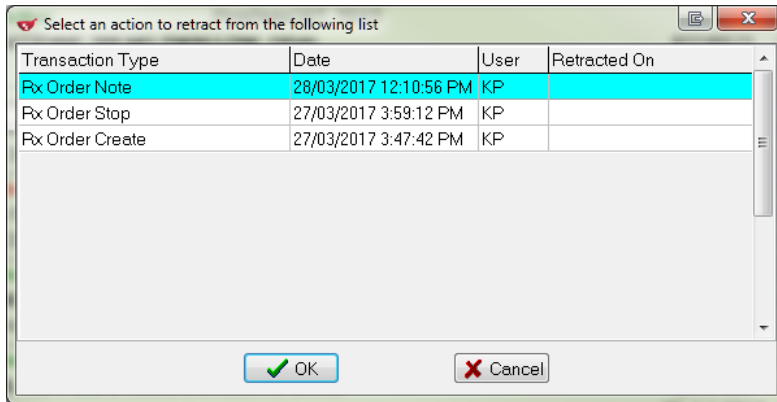 Select an action to retract from the following list
Transaction Type Date User Retracted On
Rx Order Note 28/03/2017 12:10:56 PM KP
Rx Order Stop 27/03/2017 3:59:12 PM KP
Rx Order Create 27/03/2017 3:47:42 PM KP
OK Cancel